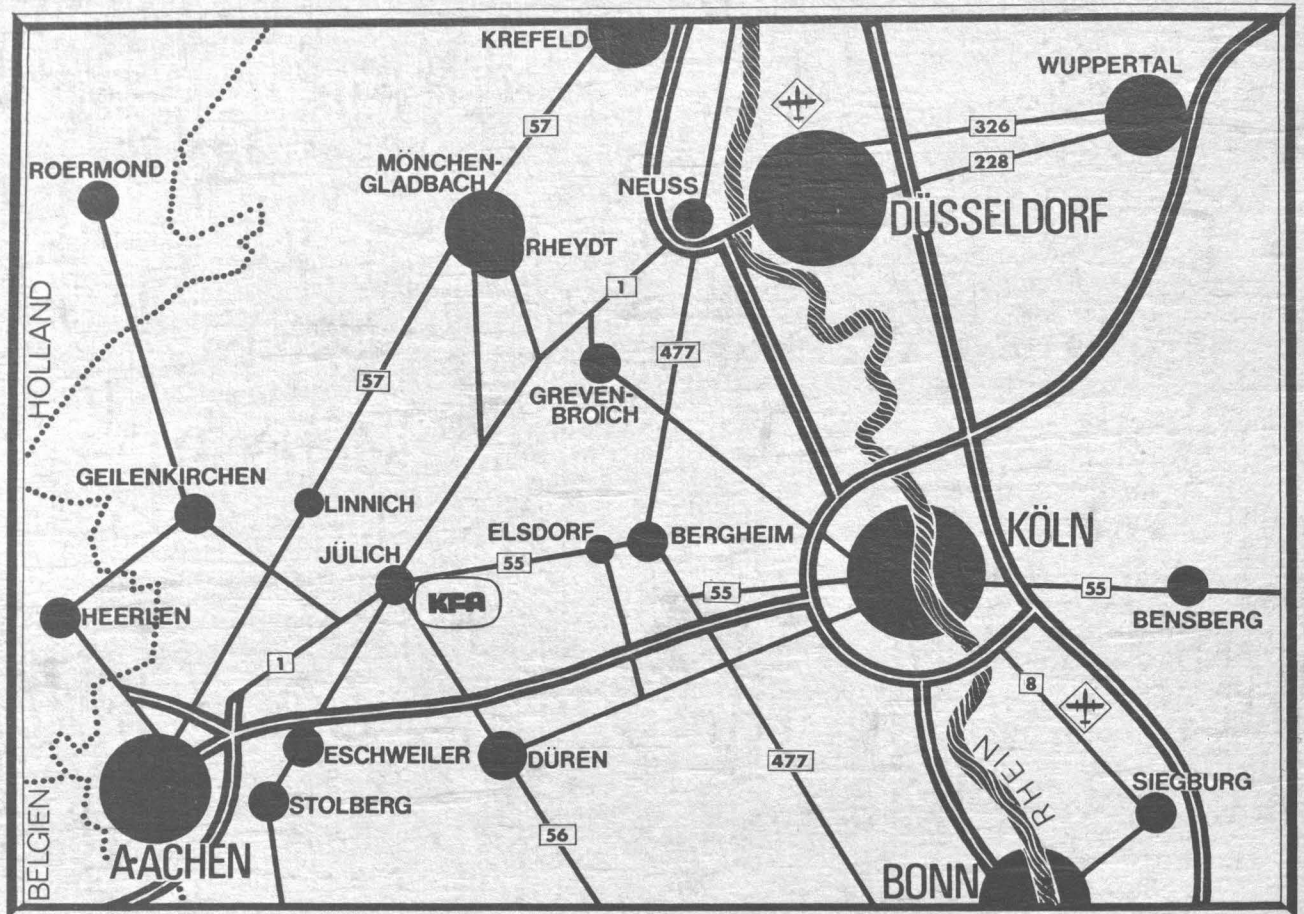 KREFELD
WUPPERTAL
57
326
ROERMOND
MÖNCHEN-
GLADBACH
228
NEUSS
DÜSSELDORF
RHEYDT
HOLLAND
1
477
57
GREVEN-
BROICH
GEILENKIRCHEN
LINNICH
KÖLN
ELSDORF
BERGHEIM
JÜLICH
55
KFA
55
55
HEERLEN
BENSBERG
1
8
ESCHWEILER
DÜREN
477
RHEIN
SIEGBURG
STOLBERG
56
BELGIEN
AACHEN
BONN